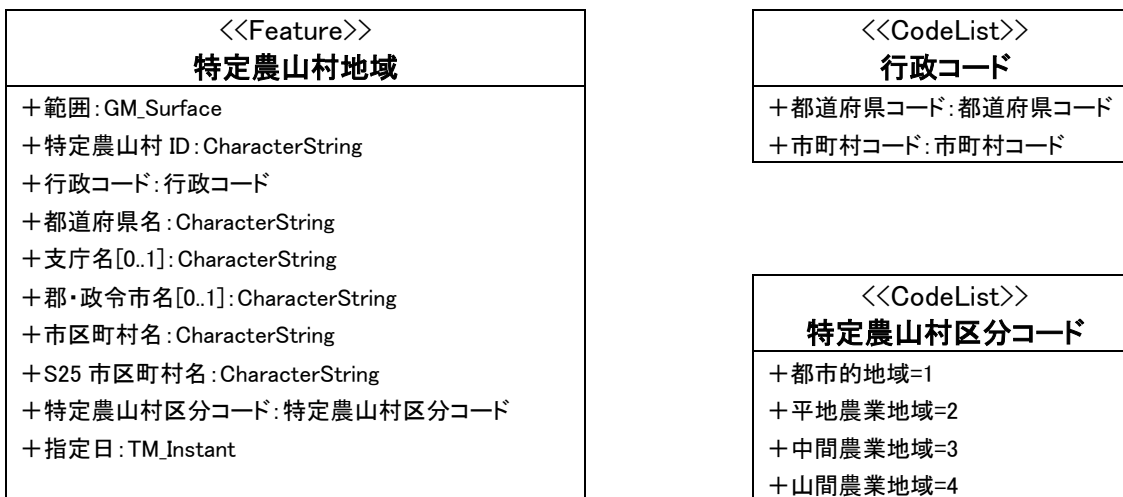 <<Feature>>
特定農山村地域
＋範囲：GM_Surface
＋特定農山村 ID：CharacterString
＋行政コード：行政コード
＋都道府県名：CharacterString
＋支庁名[0..1]：CharacterString
＋郡・政令市名[0..1]：CharacterString
＋市区町村名：CharacterString
＋S25 市区町村名：CharacterString
＋特定農山村区分コード：特定農山村区分コード
＋指定日：TM_Instant
<<CodeList>>
行政コード
＋都道府県コード：都道府県コード
＋市町村コード：市町村コード
<<CodeList>>
特定農山村区分コード
＋都市的地域=1
＋平地農業地域=2
＋中間農業地域=3
＋山間農業地域=4